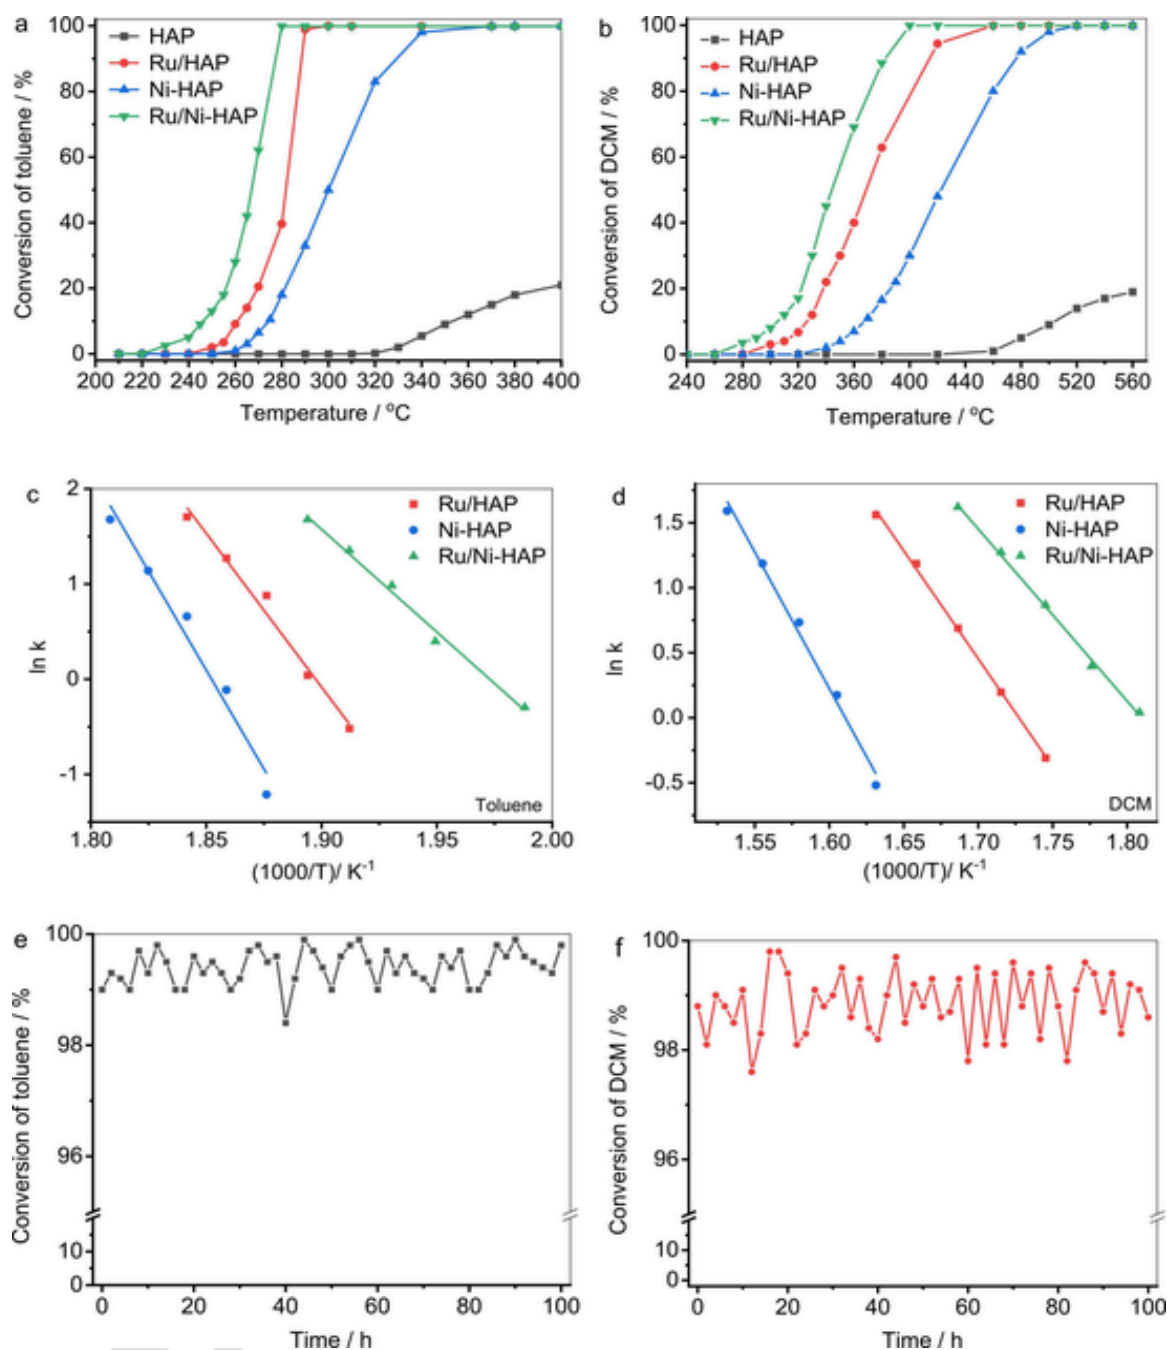 a
100
80
60
40
20
0
Conversion of toluene / %
HAP
Ru/HAP
Ni-HAP
Ru/Ni-HAP
200 220 240 260 280 300 320 340 360 380 400
Temperature / °C
b
100
80
60
40
20
0
Conversion of DCM / %
HAP
Ru/HAP
Ni-HAP
Ru/Ni-HAP
240 280 320 360 400 440 480 520 560
Temperature / °C
c
2
1
0
-1
ln k
Ru/HAP
Ni-HAP
Ru/Ni-HAP
Toluene
1.80 1.85 1.90 1.95 2.00
(1000/T)/ K⁻¹
d
1.5
1.0
0.5
0.0
-0.5
ln k
Ru/HAP
Ni-HAP
Ru/Ni-HAP
DCM
1.55 1.60 1.65 1.70 1.75 1.80
(1000/T)/ K⁻¹
e
100
98
96
10
0
Conversion of toluene / %
0 20 40 60 80 100
Time / h
f
100
98
96
10
0
Conversion of DCM / %
0 20 40 60 80 100
Time / h